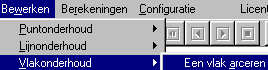 Bewerken Berekeningen Configuratie Licen
Puntonderhoud
Lijnonderhoud
Vlakonderhoud Een vlak arceren